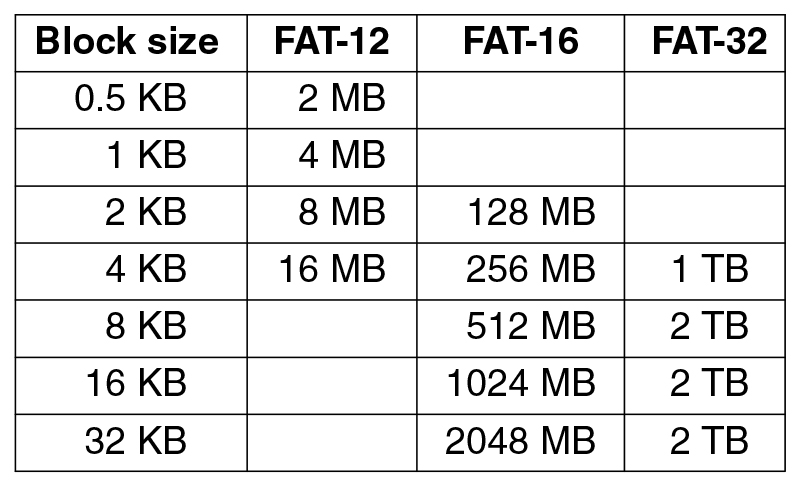 Block size FAT-12 FAT-16 FAT-32
0.5 KB 2 MB
1 KB 4 MB
2 KB 8 MB 128 MB
4 KB 16 MB 256 MB 1 TB
8 KB 512 MB 2 TB
16 KB 1024 MB 2 TB
32 KB 2048 MB 2 TB